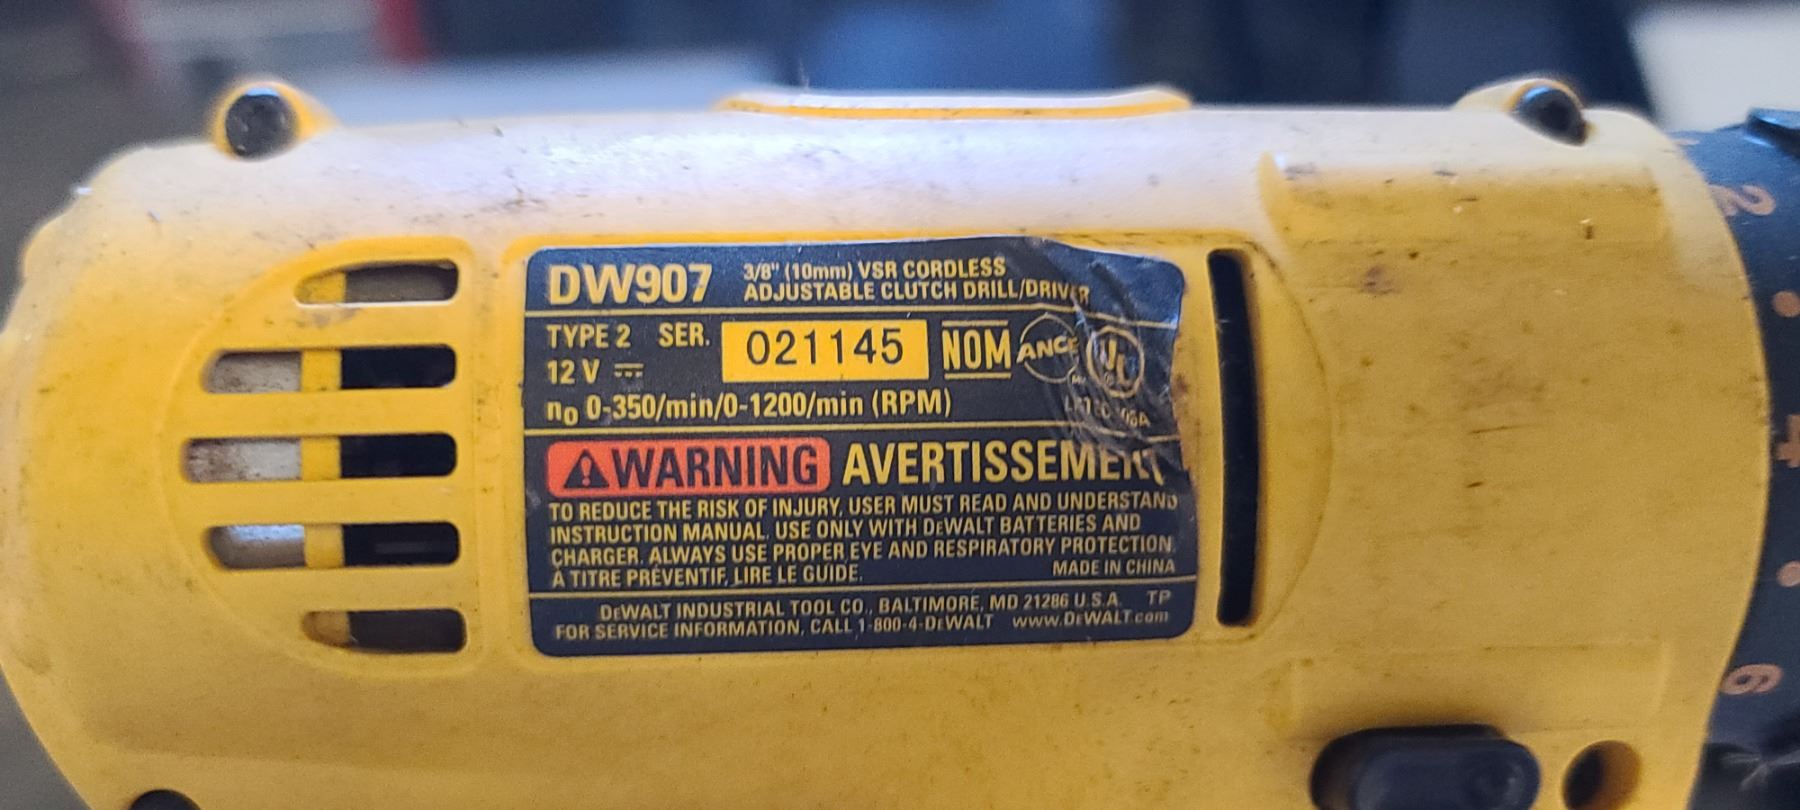 DW907 3/8" (10mm) VSR CORDLESS
ADJUSTABLE CLUTCH DRILL/DRIVER
TYPE 2 SER. 021145 NOM ANCE UL
12 V
n₀ 0-350/min/0-1200/min (RPM)
WARNING AVERTISSEMENT
TO REDUCE THE RISK OF INJURY, USER MUST READ AND UNDERSTAND
INSTRUCTION MANUAL. USE ONLY WITH DEWALT BATTERIES AND
CHARGER. ALWAYS USE PROPER EYE AND RESPIRATORY PROTECTION.
À TITRE PRÉVENTIF, LIRE LE GUIDE. MADE IN CHINA
DEWALT INDUSTRIAL TOOL CO., BALTIMORE, MD 21286 U.S.A. TP
FOR SERVICE INFORMATION, CALL 1-800-4-DEWALT www.DEWALT.com
2
4
6